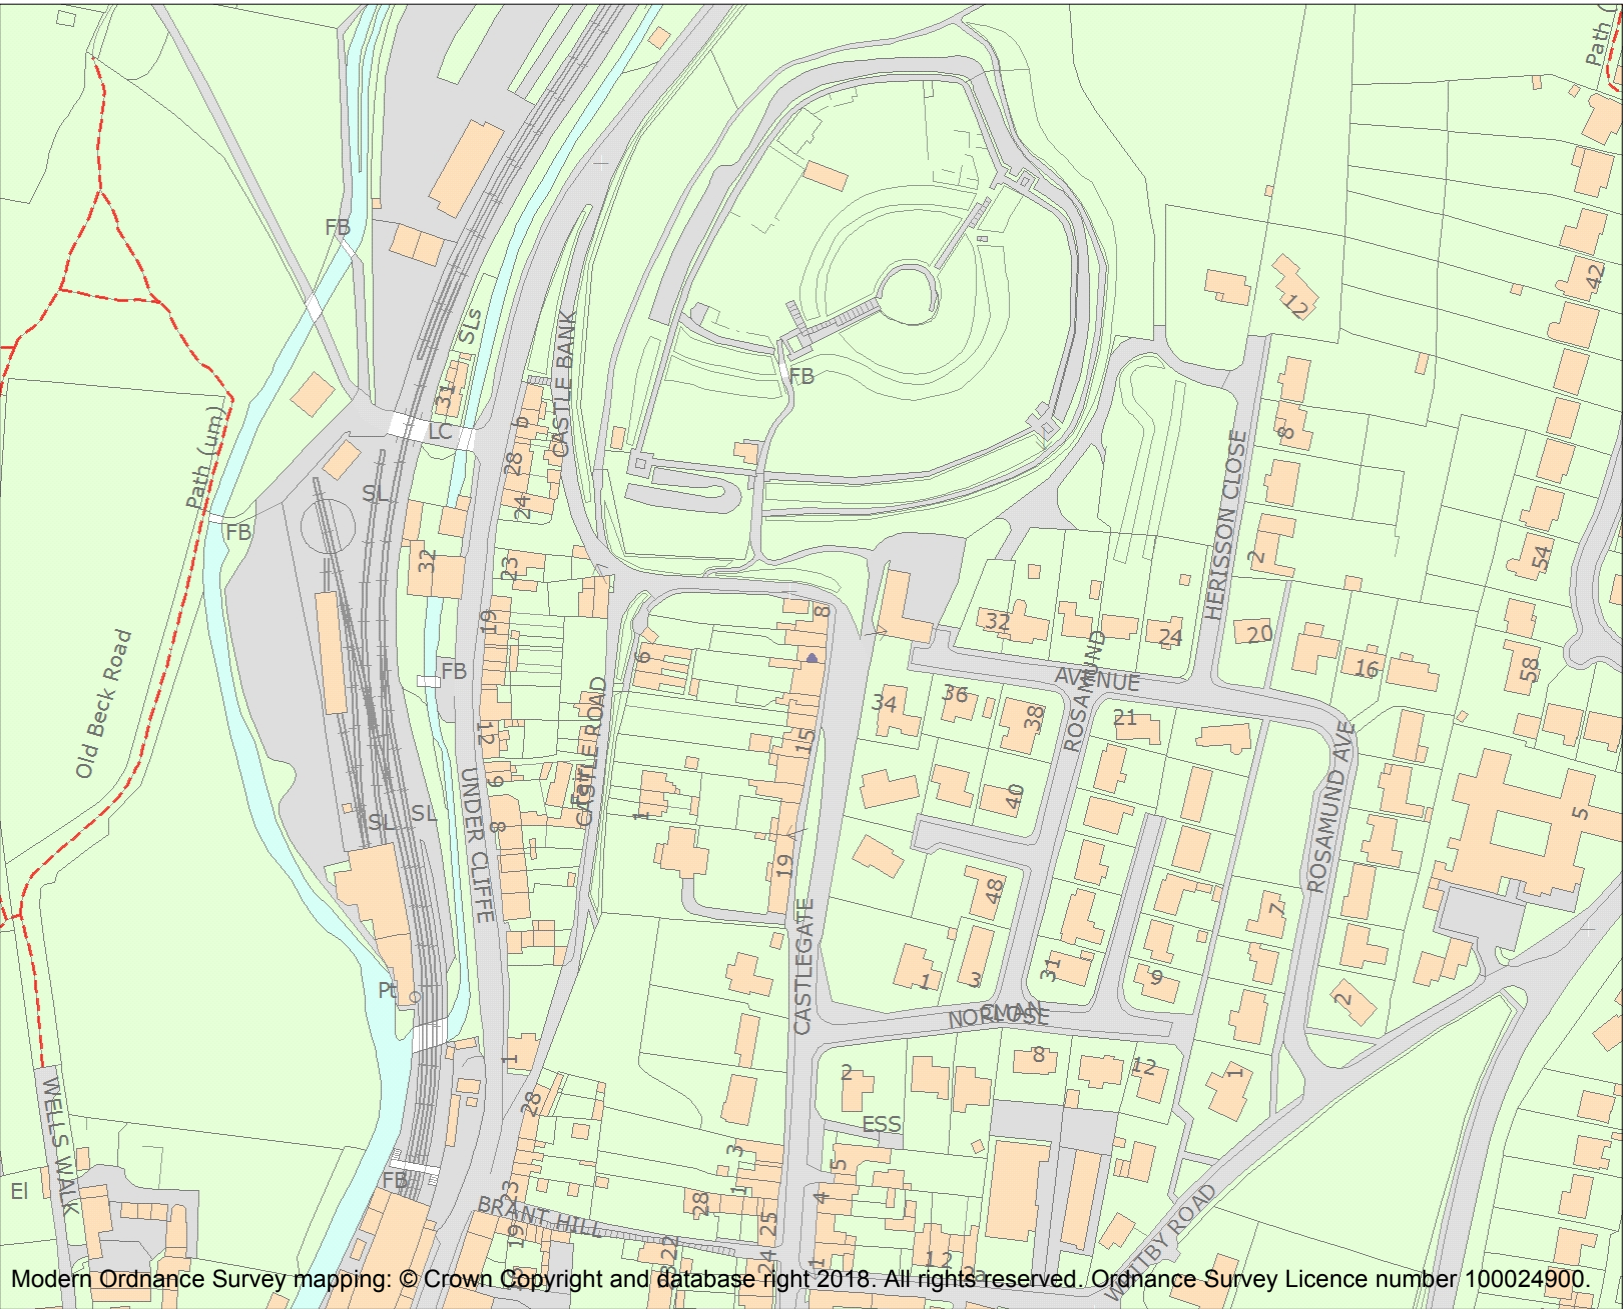 Path (
FB
42
12
SLs
CASTLE BANK
FB
31
LC
b
28
8
HERISSON CLOSE
Path (um)
SL
24
FB
2
54
32
23
19
8
32
24
20
ROSAMUND
AVENUE
16
58
Old Beck Road
FB
6
CASTLE ROAD
34
36
38
21
12
15
ROSAMUND AVE
9
UNDER CLIFFE
1
40
5
SL
SL
8
19
48
7
CASTLEGATE
Pt
1
3
31
9
2
NORMAN
CLOSE
1
2
8
12
1
WELLS WALK
28
ESS
El
FB
3
5
23
BRANT HILL
28
1
4
25
19
22
24
1
12
2a
WHITBY ROAD
Modern Ordnance Survey mapping: © Crown Copyright and database right 2018. All rights reserved. Ordnance Survey Licence number 100024900.